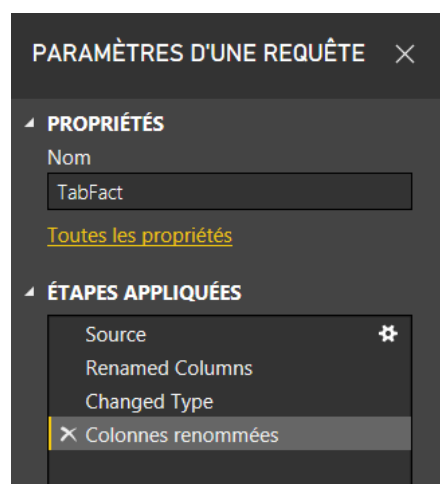 PARAMÈTRES D'UNE REQUÊTE
PROPRIÉTÉS
Nom
TabFact
Toutes les propriétés
ÉTAPES APPLIQUÉES
Source
Renamed Columns
Changed Type
Colonnes renommées